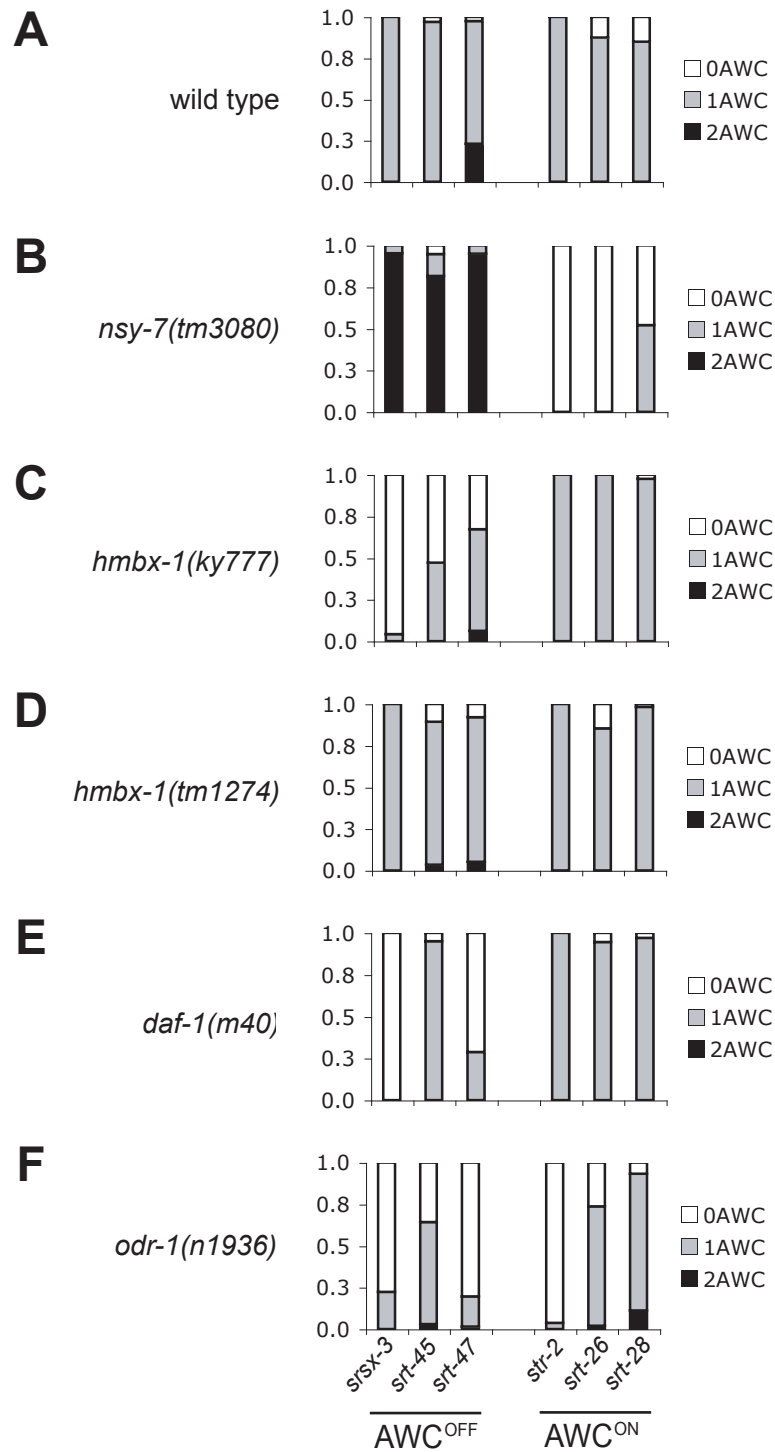 A
wild type
1.0
0.8
0.5
0.3
0.0
0AWC
1AWC
2AWC
B
nsy-7(tm3080)
1.0
0.8
0.5
0.3
0.0
0AWC
1AWC
2AWC
C
hmbx-1(ky777)
1.0
0.8
0.5
0.3
0.0
0AWC
1AWC
2AWC
D
hmbx-1(tm1274)
1.0
0.8
0.5
0.3
0.0
0AWC
1AWC
2AWC
E
daf-1(m40)
1.0
0.8
0.5
0.3
0.0
0AWC
1AWC
2AWC
F
odr-1(n1936)
1.0
0.8
0.5
0.3
0.0
0AWC
1AWC
2AWC
srsx-3 srt-45 srt-47 str-2 srt-26 srt-28
AWC^OFF AWC^ON